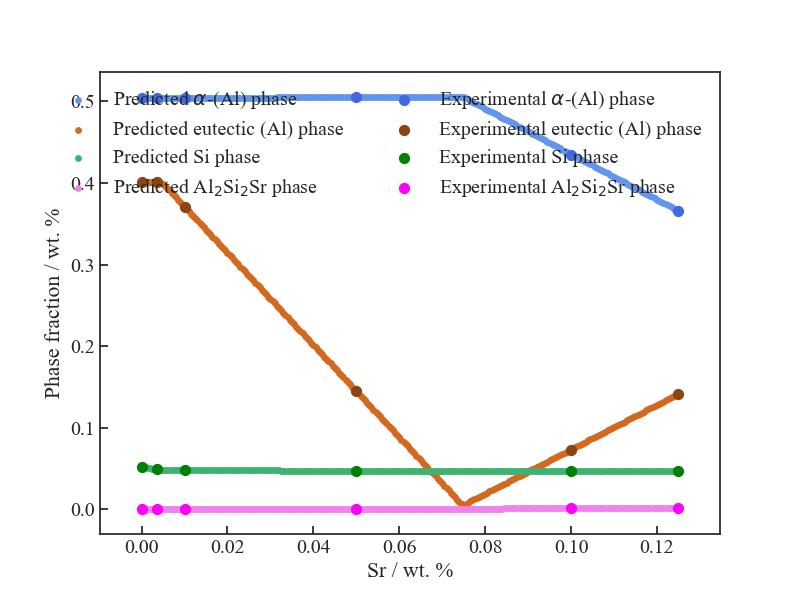 Predicted α-(Al) phase
Experimental α-(Al) phase
Predicted eutectic (Al) phase
Experimental eutectic (Al) phase
Predicted Si phase
Experimental Si phase
Predicted Al₂Si₂Sr phase
Experimental Al₂Si₂Sr phase
0.5
0.4
0.3
0.2
0.1
0.0
Phase fraction / wt. %
0.00 0.02 0.04 0.06 0.08 0.10 0.12
Sr / wt. %